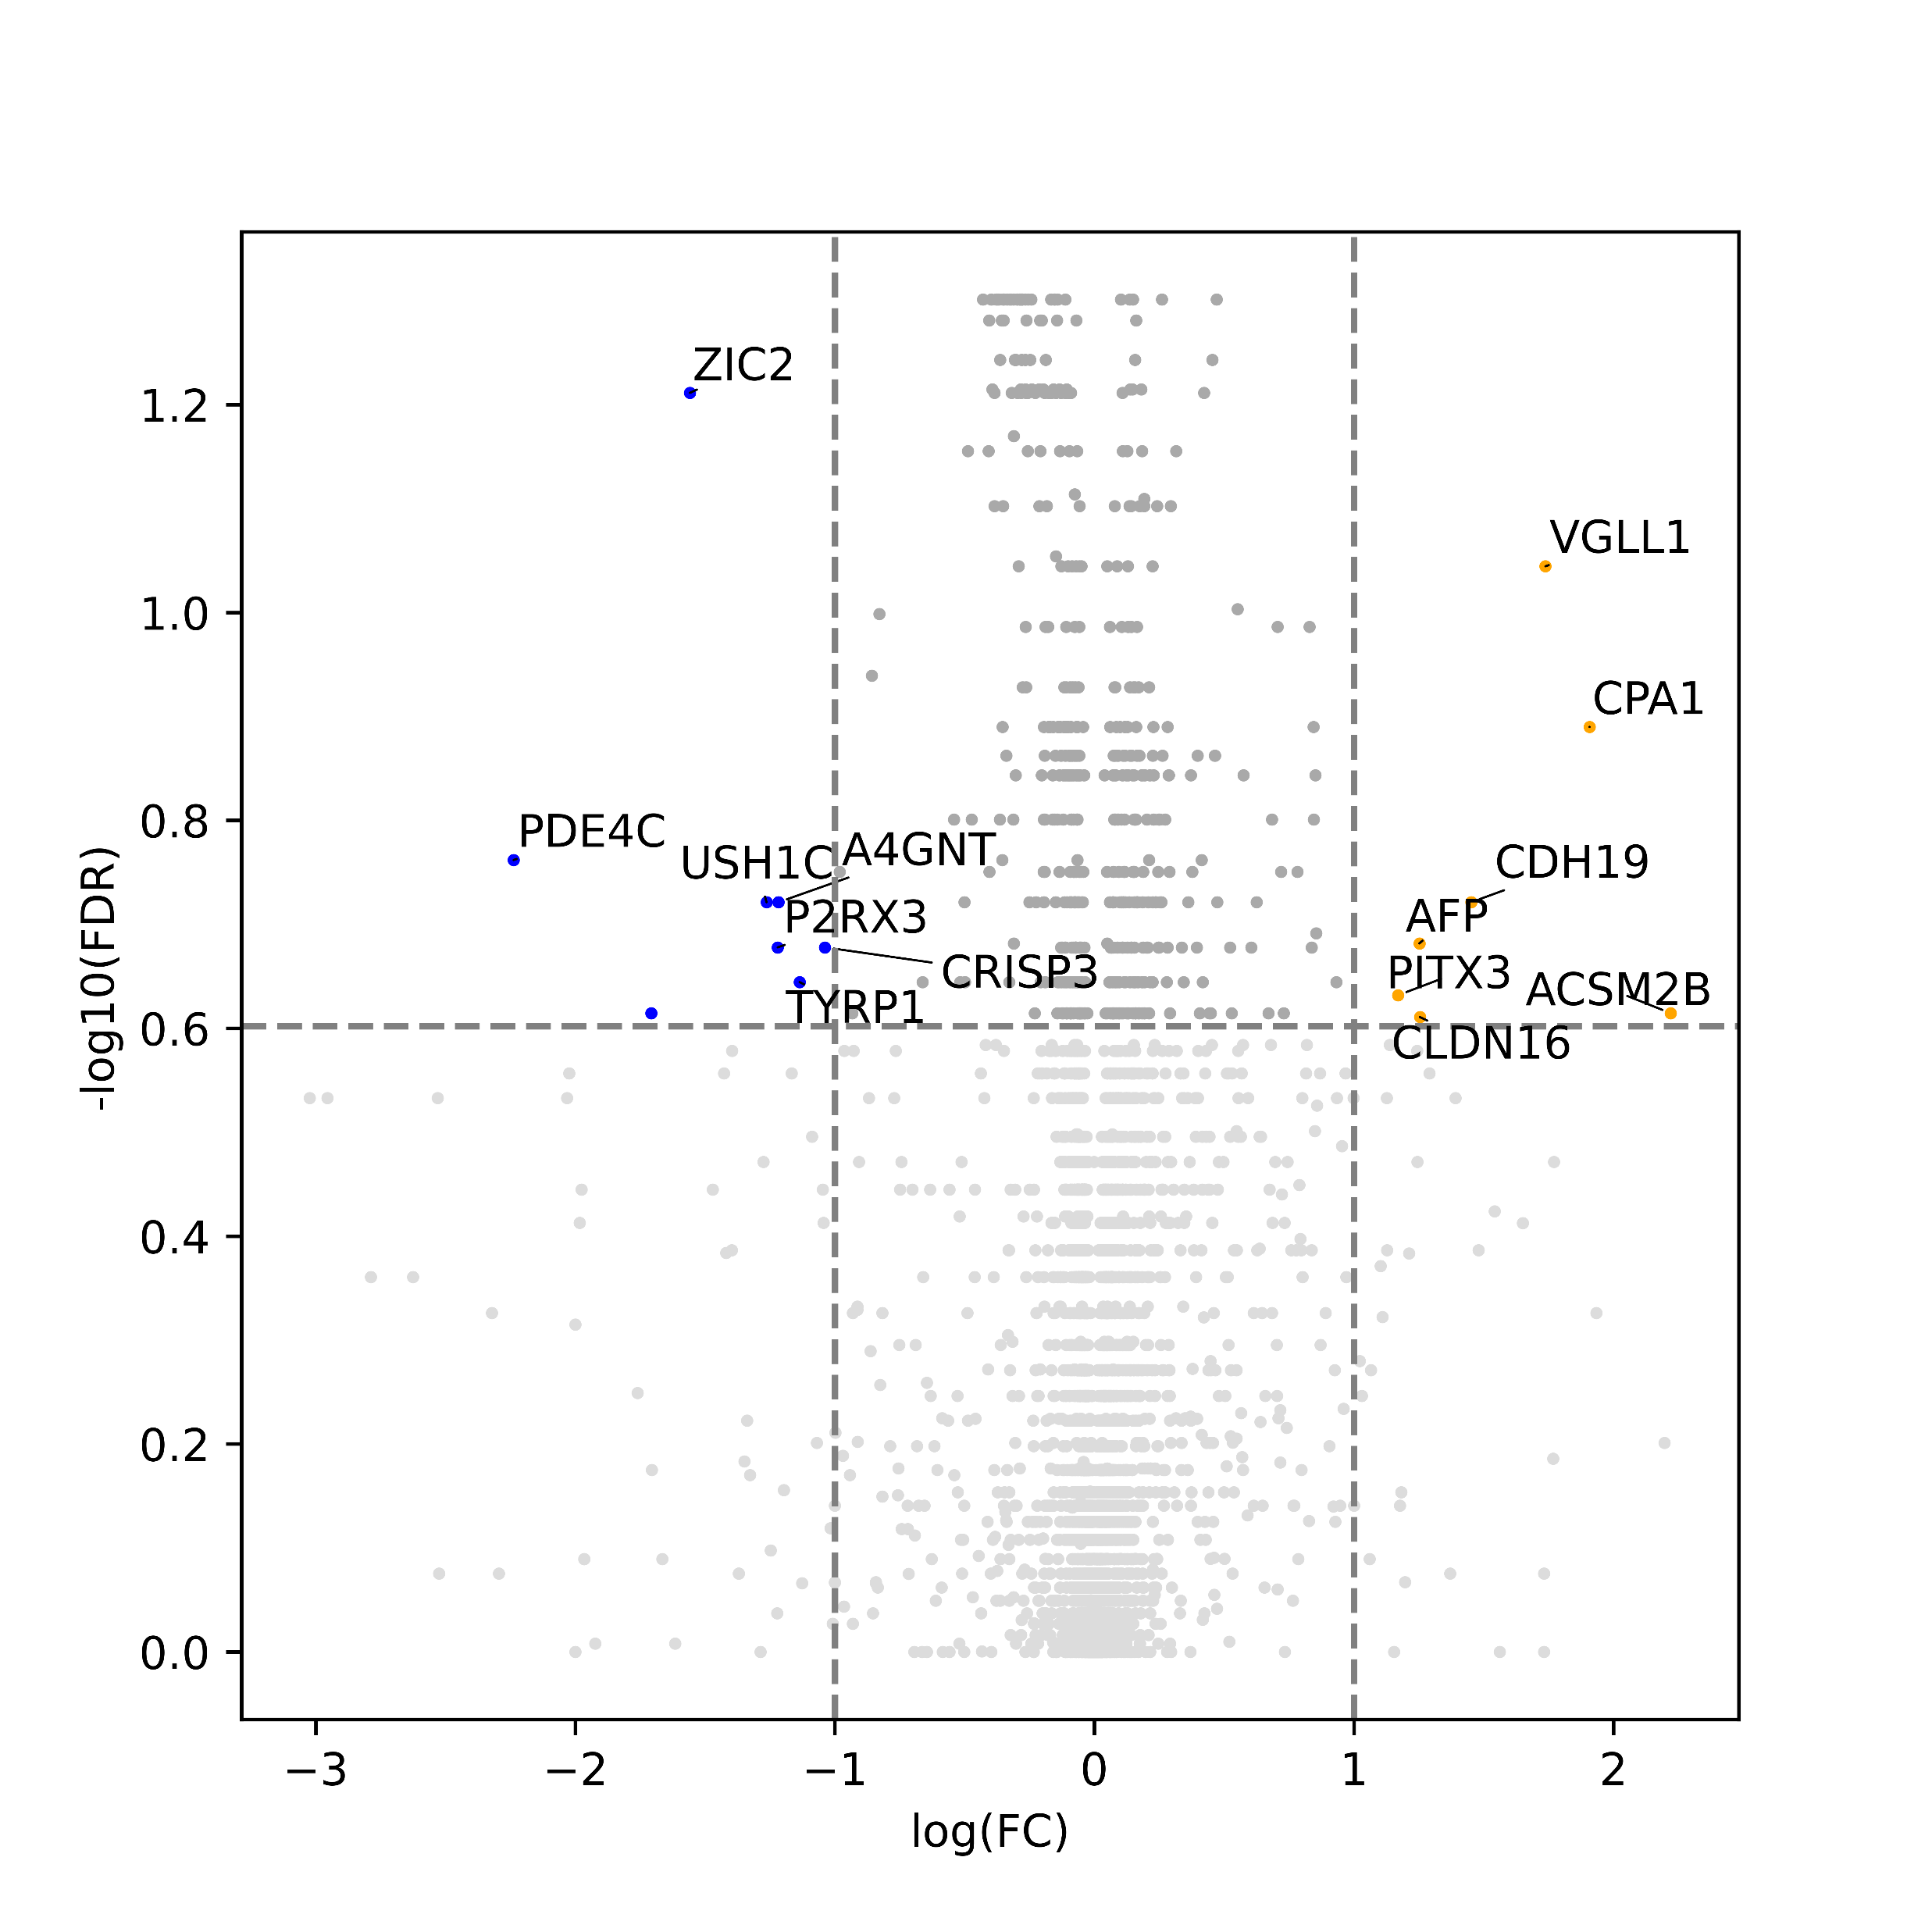 ZIC2
1.2
VGLL1
1.0
CPA1
PDE4C
0.8
A4GNT
USH1C
CDH19
P2RX3
AFP
CRISP3
PITX3
ACSM2B
TYRP1
0.6
CLDN16
-log10(FDR)
0.4
0.2
0.0
−3 −2 −1 0 1 2
log(FC)